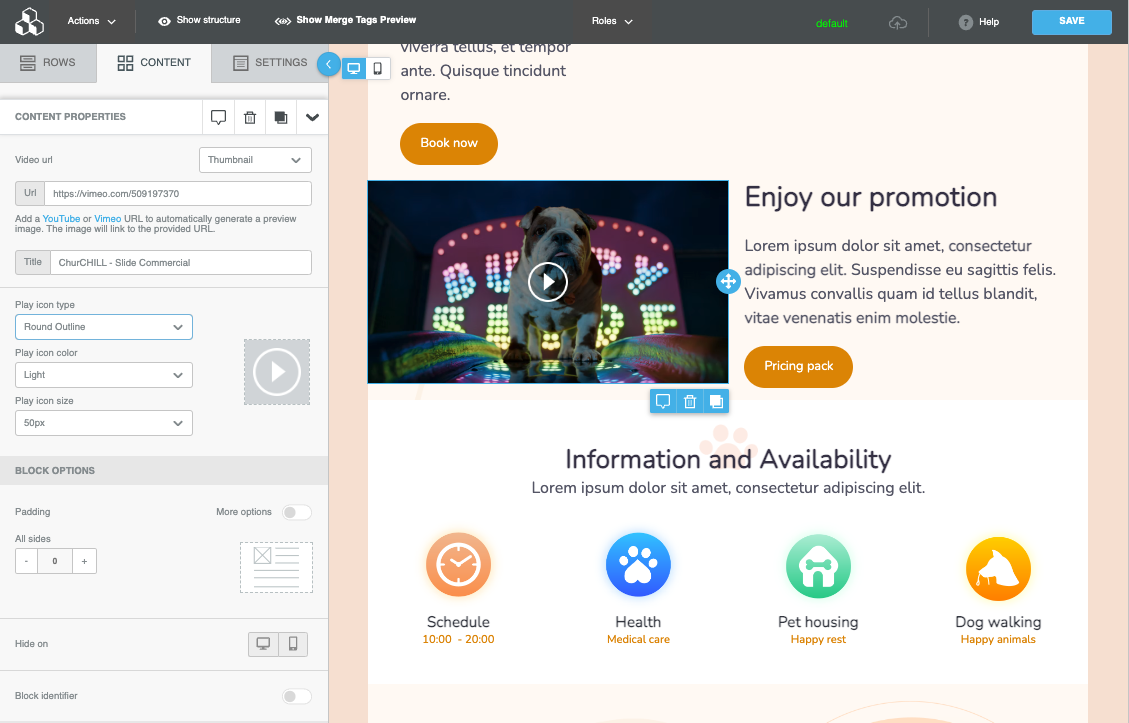 Actions
Show structure
Show Merge Tags Preview
Roles
default
Help
SAVE
ROWS
CONTENT
SETTINGS
CONTENT PROPERTIES
Video url
Thumbnail
Url
https://vimeo.com/509197370
Add a YouTube or Vimeo URL to automatically generate a preview
image. The image will link to the provided URL.
Title
ChurCHILL - Slide Commercial
Play icon type
Round Outline
Play icon color
Light
Play icon size
50px
BLOCK OPTIONS
Padding
More options
All sides
- 0 +
Hide on
Block identifier
viverra tellus, et tempor
ante. Quisque tincidunt
ornare.
Book now
Enjoy our promotion
Lorem ipsum dolor sit amet, consectetur
adipiscing elit. Suspendisse eu sagittis felis.
Vivamus convallis quam id tellus blandit,
vitae venenatis enim molestie.
Pricing pack
Information and Availability
Lorem ipsum dolor sit amet, consectetur adipiscing elit.
Schedule
10:00 - 20:00
Health
Medical care
Pet housing
Happy rest
Dog walking
Happy animals